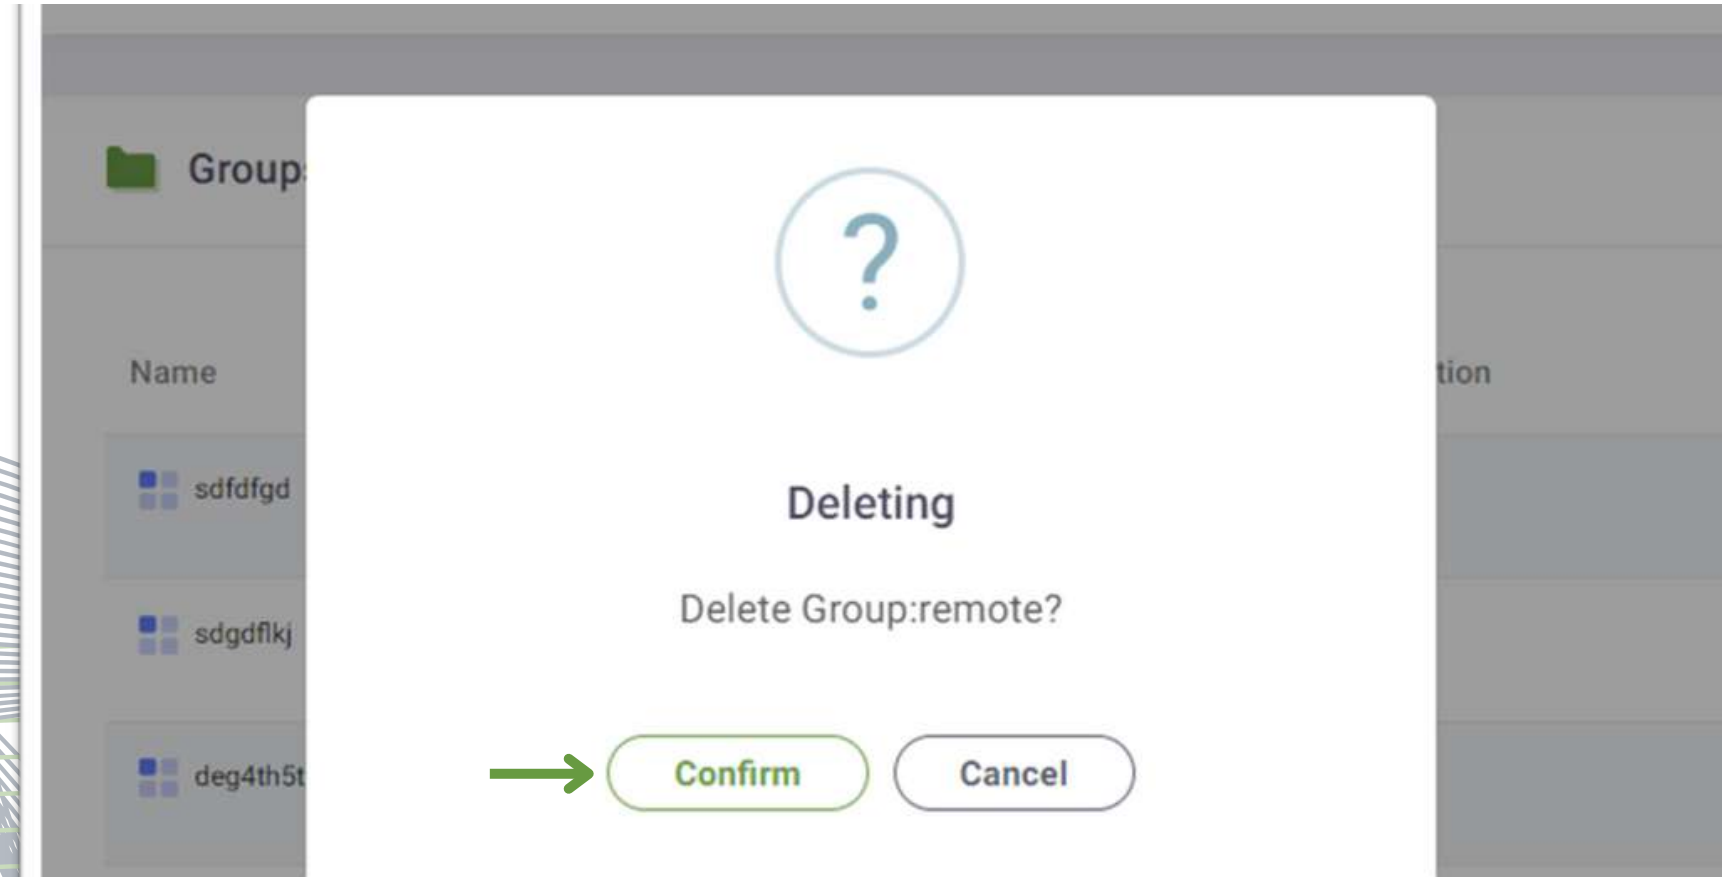 Group
Name
tion
sdfdfgd
sdgdflkj
deg4th5t
?
Deleting
Delete Group:remote?
Confirm
Cancel